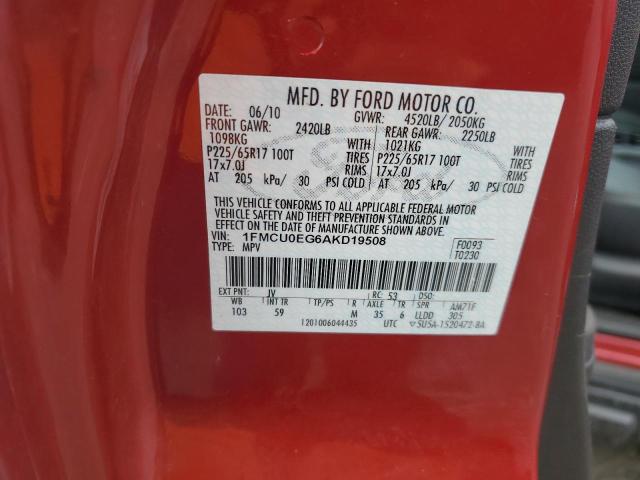 MFD. BY FORD MOTOR CO.
DATE: 06/10 GVWR: 4520LB/ 2050KG
FRONT GAWR: 2420LB REAR GAWR: 2250LB
1098KG WITH 1021KG WITH
P225/65R17 100T TIRES P225/65R17 100T TIRES
17x7.0J RIMS 17x7.0J RIMS
AT 205 kPa/ 30 PSI COLD AT 205 kPa/ 30 PSI COLD
THIS VEHICLE CONFORMS TO ALL APPLICABLE FEDERAL MOTOR
VEHICLE SAFETY AND THEFT PREVENTION STANDARDS IN
EFFECT ON THE DATE OF MANUFACTURE SHOWN ABOVE.
VIN: 1FMCU0EG6AKD19508 F0093
TYPE: MPV T0230
EXT PNT: JV RC: 53 DSO:
WB INT TR TP/PS R AXLE TR SPR AM71F
103 59 M 35 6 LLDD 305
1201006044435 UTC ▽5U5A-1520472-BA